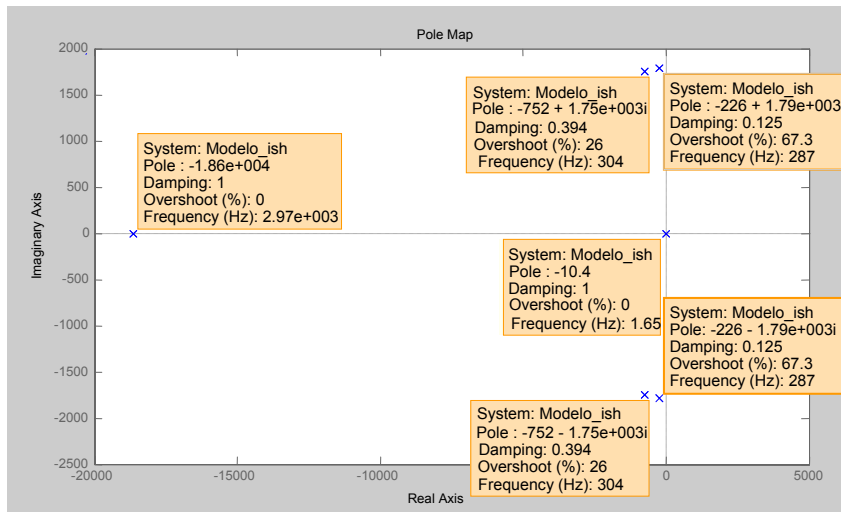 Pole Map
2000
1500
1000
500
0
-500
-1000
-1500
-2000
-2500
Imaginary Axis
System: Modelo_ish
Pole : -1.86e+004
Damping: 1
Overshoot (%): 0
Frequency (Hz): 2.97e+003
System: Modelo_ish
Pole : -752 + 1.75e+003i
Damping: 0.394
Overshoot (%): 26
Frequency (Hz): 304
System: Modelo_ish
Pole : -226 + 1.79e+003
Damping: 0.125
Overshoot (%): 67.3
Frequency (Hz): 287
System: Modelo_ish
Pole : -10.4
Damping: 1
Overshoot (%): 0
Frequency (Hz): 1.65
System: Modelo_ish
Pole: -226 - 1.79e+003i
Damping: 0.125
Overshoot (%): 67.3
Frequency (Hz): 287
System: Modelo_ish
Pole : -752 - 1.75e+003i
Damping: 0.394
Overshoot (%): 26
Frequency (Hz): 304
-20000 -15000 -10000 0 5000
Real Axis